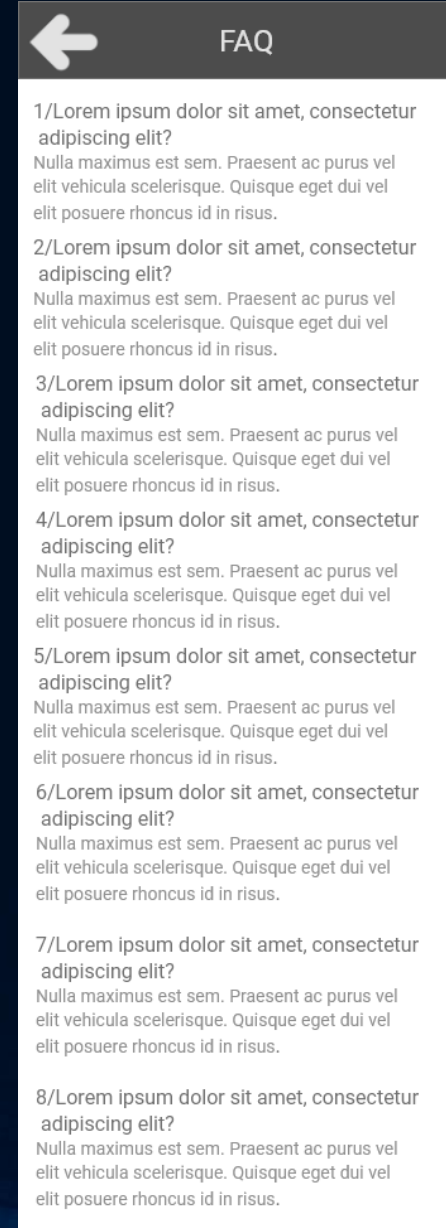 FAQ
1/Lorem ipsum dolor sit amet, consectetur
adipiscing elit?
Nulla maximus est sem. Praesent ac purus vel
elit vehicula scelerisque. Quisque eget dui vel
elit posuere rhoncus id in risus.
2/Lorem ipsum dolor sit amet, consectetur
adipiscing elit?
Nulla maximus est sem. Praesent ac purus vel
elit vehicula scelerisque. Quisque eget dui vel
elit posuere rhoncus id in risus.
3/Lorem ipsum dolor sit amet, consectetur
adipiscing elit?
Nulla maximus est sem. Praesent ac purus vel
elit vehicula scelerisque. Quisque eget dui vel
elit posuere rhoncus id in risus.
4/Lorem ipsum dolor sit amet, consectetur
adipiscing elit?
Nulla maximus est sem. Praesent ac purus vel
elit vehicula scelerisque. Quisque eget dui vel
elit posuere rhoncus id in risus.
5/Lorem ipsum dolor sit amet, consectetur
adipiscing elit?
Nulla maximus est sem. Praesent ac purus vel
elit vehicula scelerisque. Quisque eget dui vel
elit posuere rhoncus id in risus.
6/Lorem ipsum dolor sit amet, consectetur
adipiscing elit?
Nulla maximus est sem. Praesent ac purus vel
elit vehicula scelerisque. Quisque eget dui vel
elit posuere rhoncus id in risus.
7/Lorem ipsum dolor sit amet, consectetur
adipiscing elit?
Nulla maximus est sem. Praesent ac purus vel
elit vehicula scelerisque. Quisque eget dui vel
elit posuere rhoncus id in risus.
8/Lorem ipsum dolor sit amet, consectetur
adipiscing elit?
Nulla maximus est sem. Praesent ac purus vel
elit vehicula scelerisque. Quisque eget dui vel
elit posuere rhoncus id in risus.